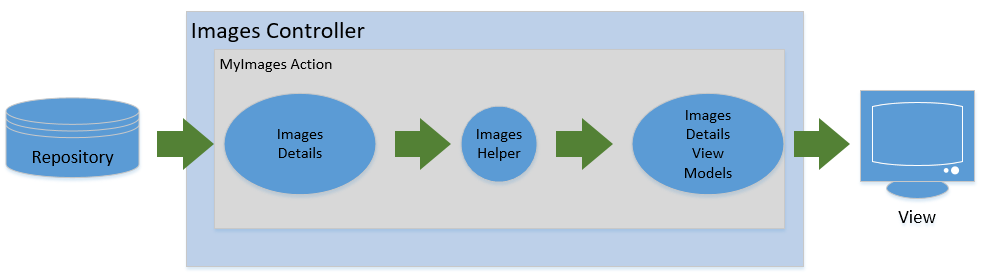 Images Controller
MyImages Action
Repository
Images
Details
Images
Helper
Images
Details
View
Models
View